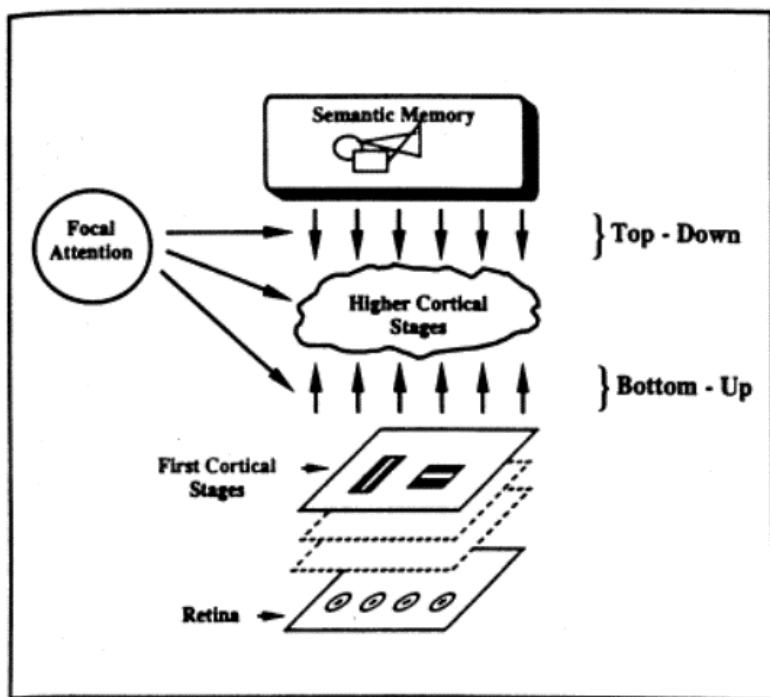 Semantic Memory
Focal
Attention
} Top - Down
Higher Cortical
Stages
} Bottom - Up
First Cortical
Stages
Retina